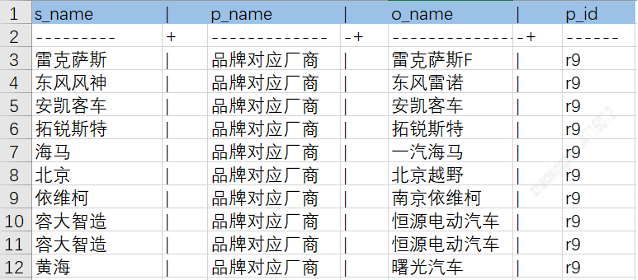 1 s_name | p_name | o_name | p_id
2 --------- + ------------- -+ ------------- -+ ------
3 雷克萨斯 | 品牌对应厂商 | 雷克萨斯F | r9
4 东风风神 | 品牌对应厂商 | 东风雷诺 | r9
5 安凯客车 | 品牌对应厂商 | 安凯客车 | r9
6 拓锐斯特 | 品牌对应厂商 | 拓锐斯特 | r9
7 海马 | 品牌对应厂商 | 一汽海马 | r9
8 北京 | 品牌对应厂商 | 北京越野 | r9
9 依维柯 | 品牌对应厂商 | 南京依维柯 | r9
10 容大智造 | 品牌对应厂商 | 恒源电动汽车 | r9
11 容大智造 | 品牌对应厂商 | 恒源电动汽车 | r9
12 黄海 | 品牌对应厂商 | 曙光汽车 | r9